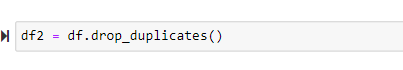 df2 = df.drop_duplicates()